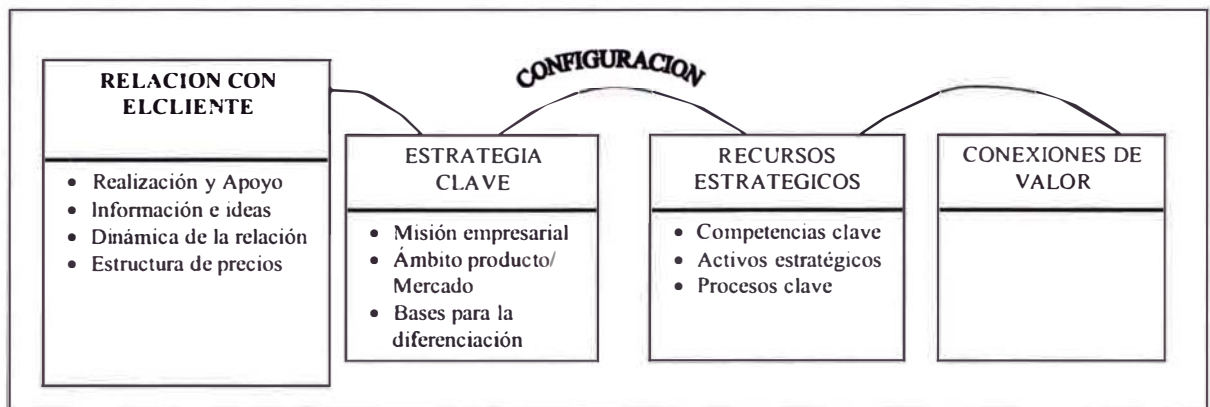 CONFIGURACION
RELACION CON
ELCLIENTE
• Realización y Apoyo
• Información e ideas
• Dinámica de la relación
• Estructura de precios
ESTRATEGIA
CLAVE
• Misión empresarial
• Ámbito producto/
Mercado
• Bases para la
diferenciación
RECURSOS
ESTRATEGICOS
• Competencias clave
• Activos estratégicos
• Procesos clave
CONEXIONES DE
VALOR